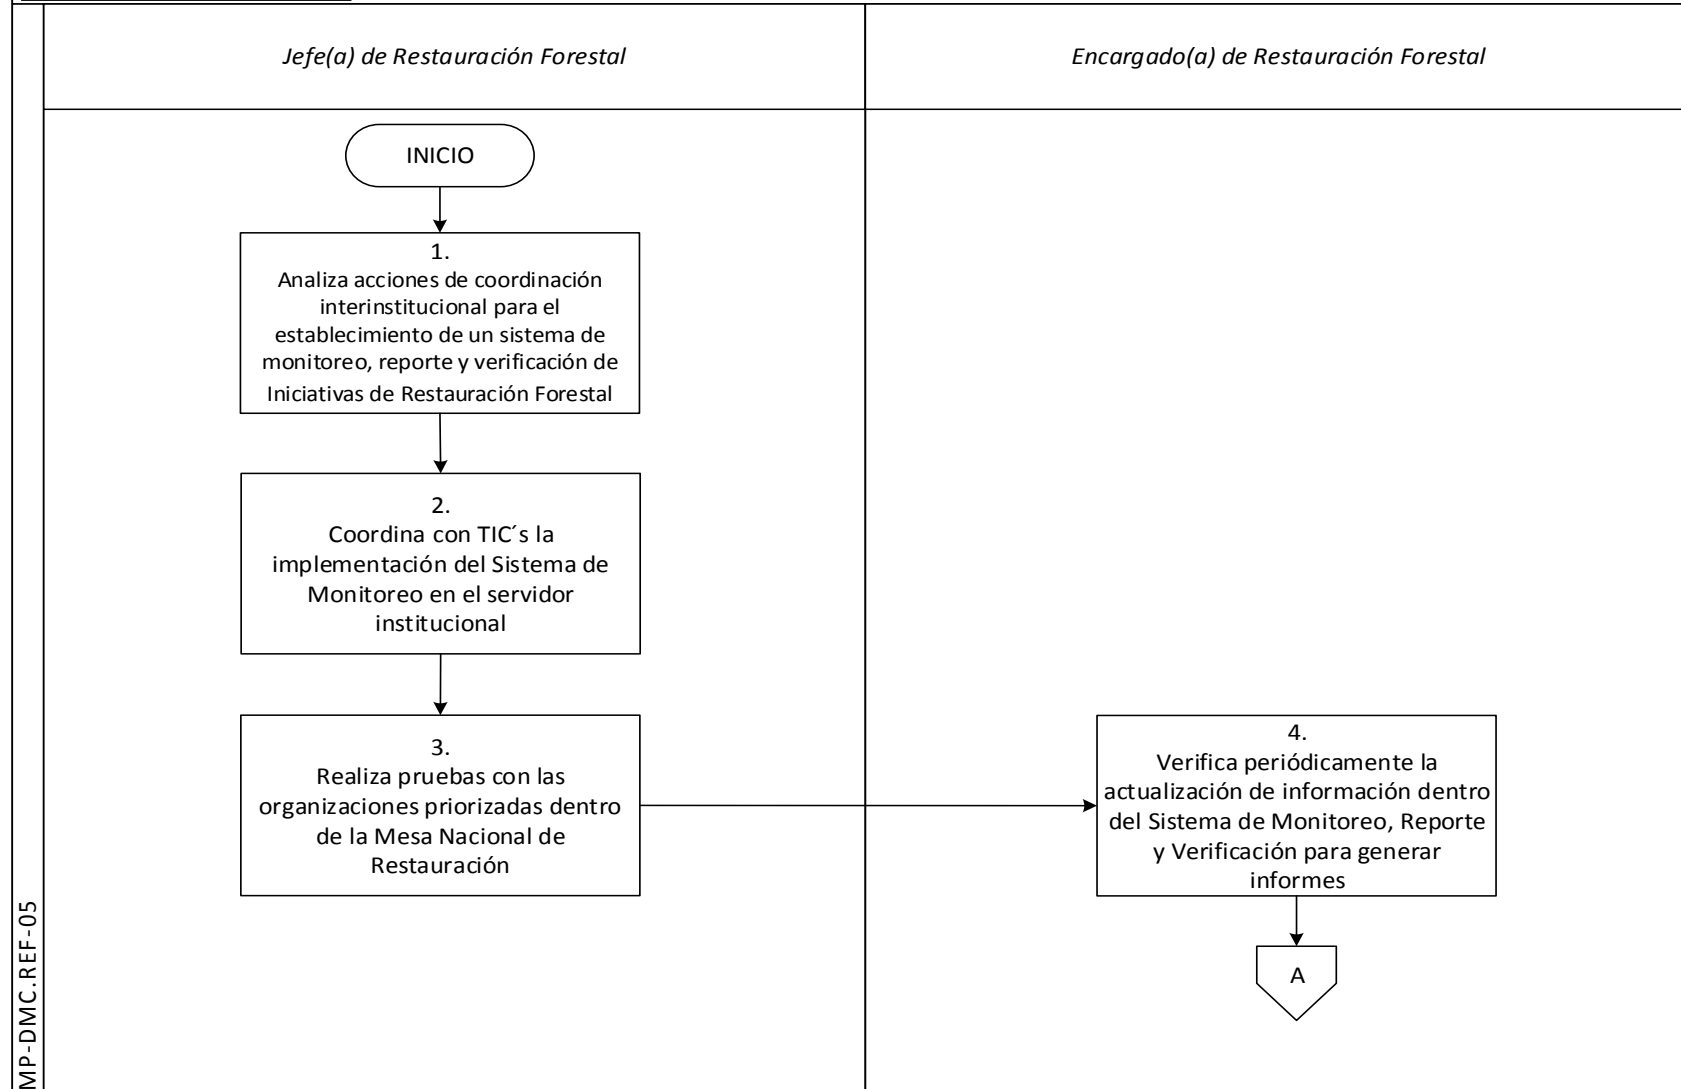 Jefe(a) de Restauración Forestal
Encargado(a) de Restauración Forestal
INICIO
1.
Analiza acciones de coordinación
interinstitucional para el
establecimiento de un sistema de
monitoreo, reporte y verificación de
Iniciativas de Restauración Forestal
2.
Coordina con TIC´s la
implementación del Sistema de
Monitoreo en el servidor
institucional
3.
Realiza pruebas con las
organizaciones priorizadas dentro
de la Mesa Nacional de
Restauración
4.
Verifica periódicamente la
actualización de información dentro
del Sistema de Monitoreo, Reporte
y Verificación para generar
informes
A
MP-DMC.REF-05